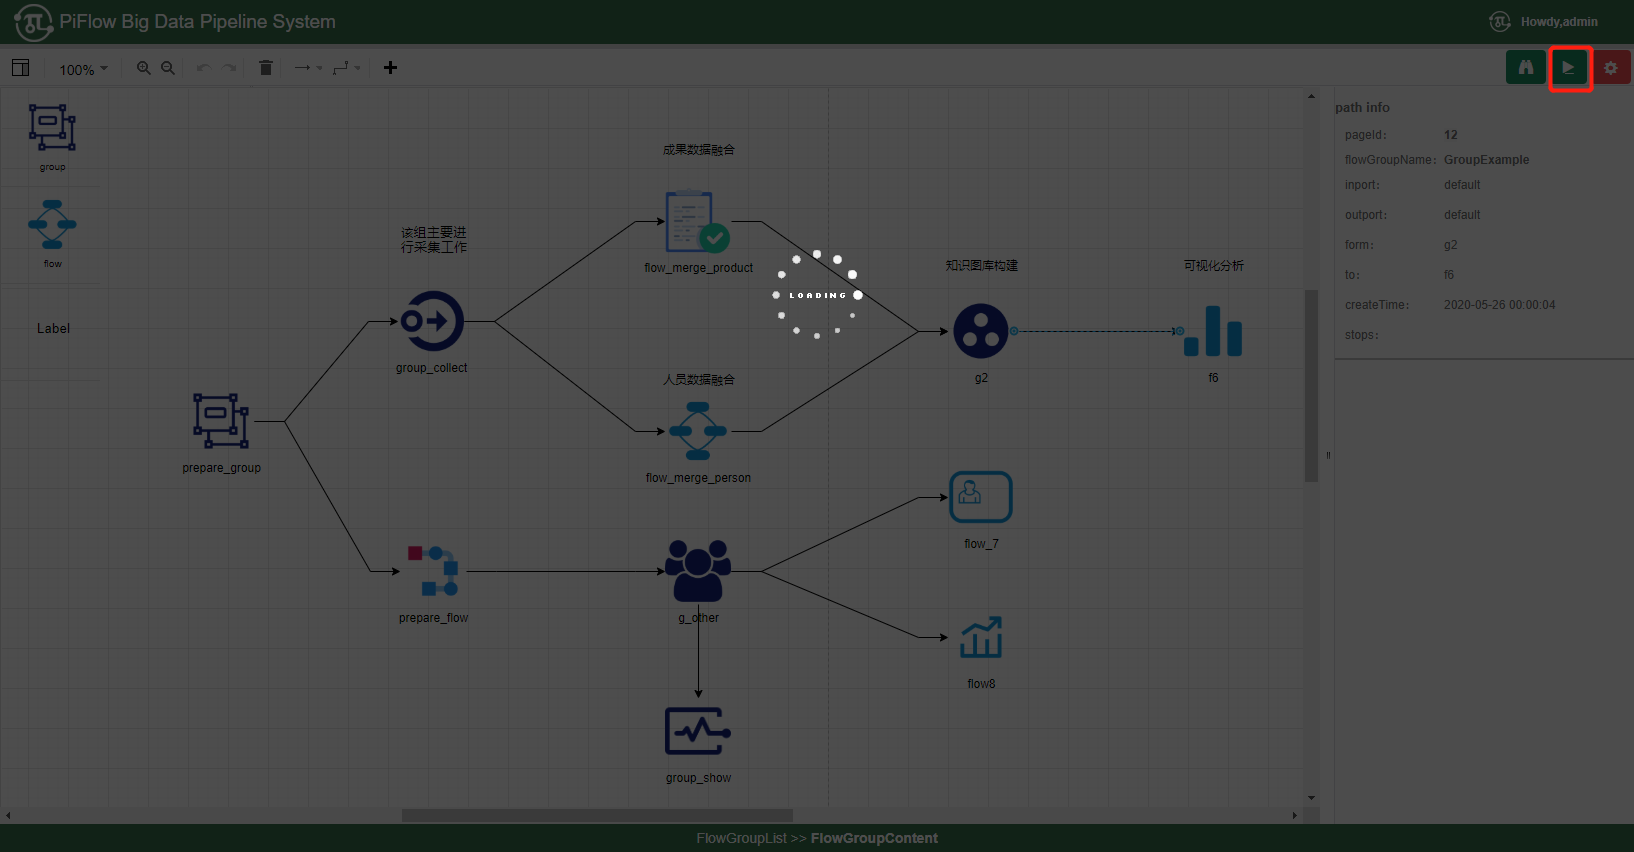 PiFlow Big Data Pipeline System
Howdy,admin
100%
group
flow
Label
成果数据融合
flow_merge_product
该组主要进
行采集工作
group_collect
LOADING
知识图库构建
g2
可视化分析
f6
人员数据融合
flow_merge_person
prepare_group
prepare_flow
g_other
flow_7
flow8
group_show
path info
pageId: 12
flowGroupName: GroupExample
inport: default
outport: default
form: g2
to: f6
createTime: 2020-05-26 00:00:04
stops:
FlowGroupList >> FlowGroupContent